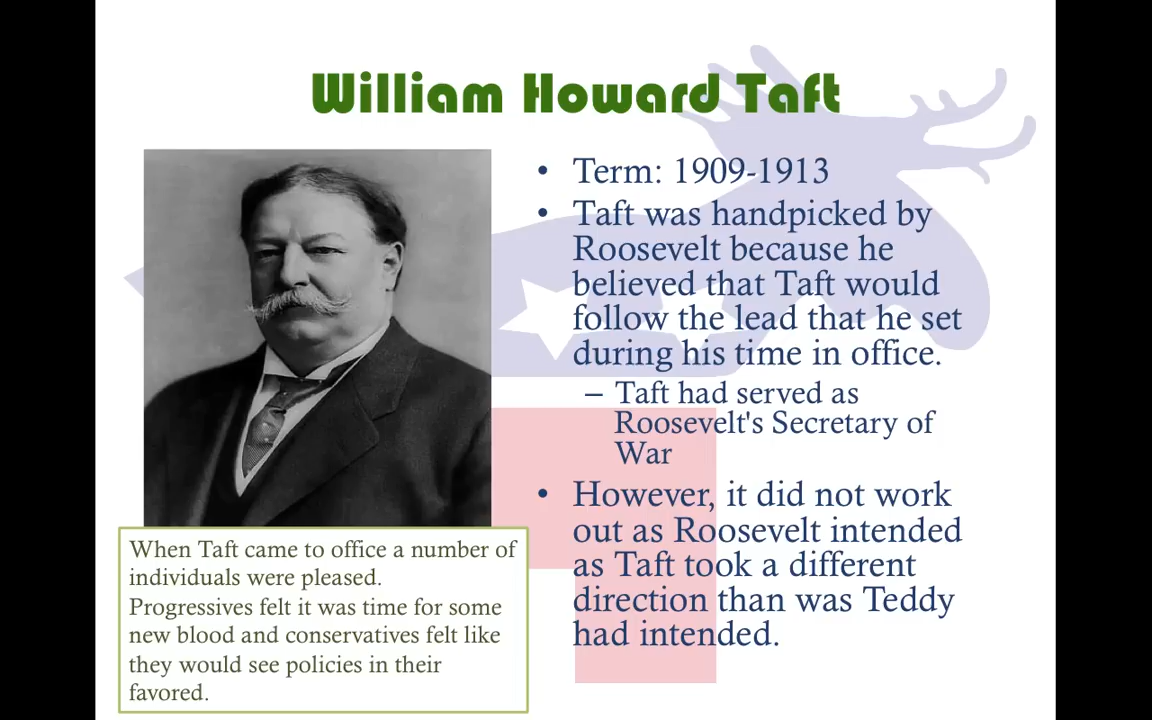 William Howard Taft
• Term: 1909-1913
• Taft was handpicked by
Roosevelt because he
believed that Taft would
follow the lead that he set
during his time in office.
– Taft had served as
Roosevelt's Secretary of
War
• However, it did not work
out as Roosevelt intended
as Taft took a different
direction than was Teddy
had intended.
When Taft came to office a number of
individuals were pleased.
Progressives felt it was time for some
new blood and conservatives felt like
they would see policies in their
favored.